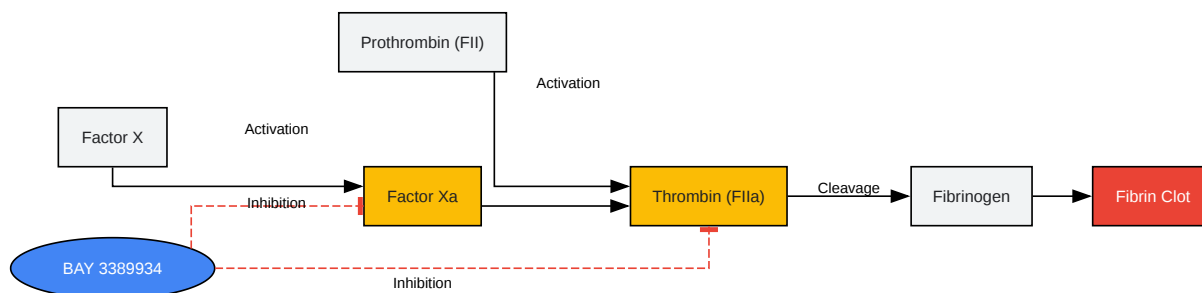 Prothrombin (FII)
Activation
Factor X
Activation
Factor Xa
Thrombin (FIIa)
Cleavage
Fibrinogen
Fibrin Clot
Inhibition
BAY 3389934
Inhibition